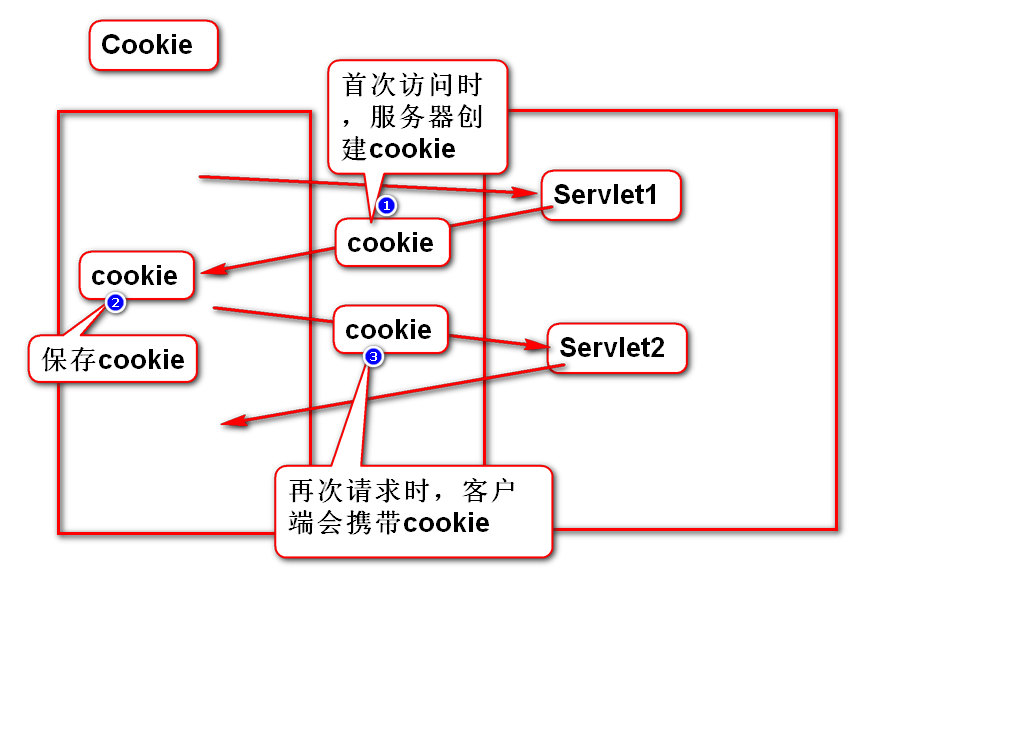 Cookie
首次访问时
，服务器创
建cookie
Servlet1
1
cookie
cookie
2
保存cookie
cookie
3
Servlet2
再次请求时，客户
端会携带cookie